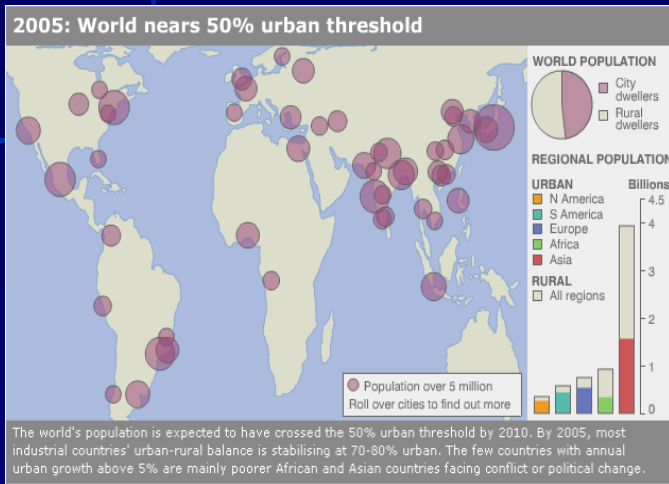 2005: World nears 50% urban threshold
WORLD POPULATION
City
dwellers
Rural
dwellers
REGIONAL POPULATION
URBAN
Billions
N America
S America
Europe
Africa
Asia
RURAL
All regions
4.5
4
3
2
1
0
Population over 5 million
Roll over cities to find out more
The world's population is expected to have crossed the 50% urban threshold by 2010. By 2005, most
industrial countries' urban-rural balance is stabilising at 70-80% urban. The few countries with annual
urban growth above 5% are mainly poorer African and Asian countries facing conflict or political change.